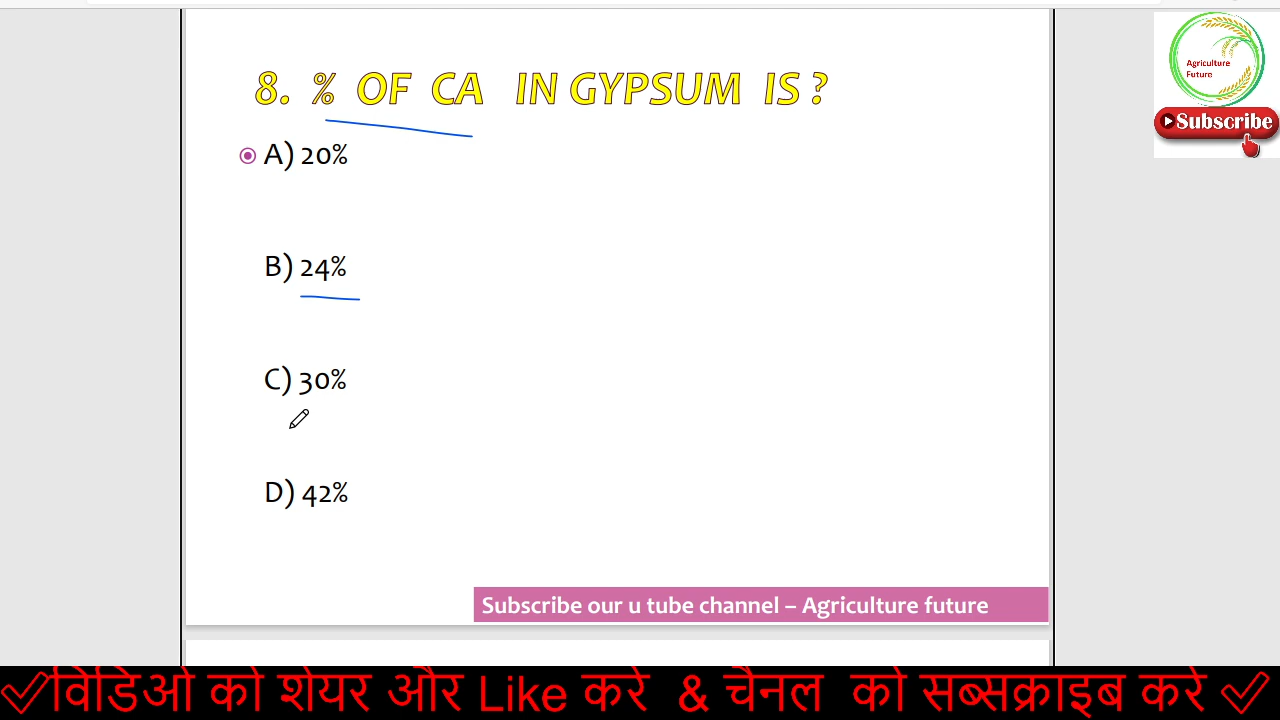 8. % OF CA IN GYPSUM IS ?
Agriculture
Future
Subscribe
A) 20%
B) 24%
C) 30%
D) 42%
Subscribe our u tube channel – Agriculture future
विडिओ को शेयर और Like करे & चैनल को सब्सक्राइब करे